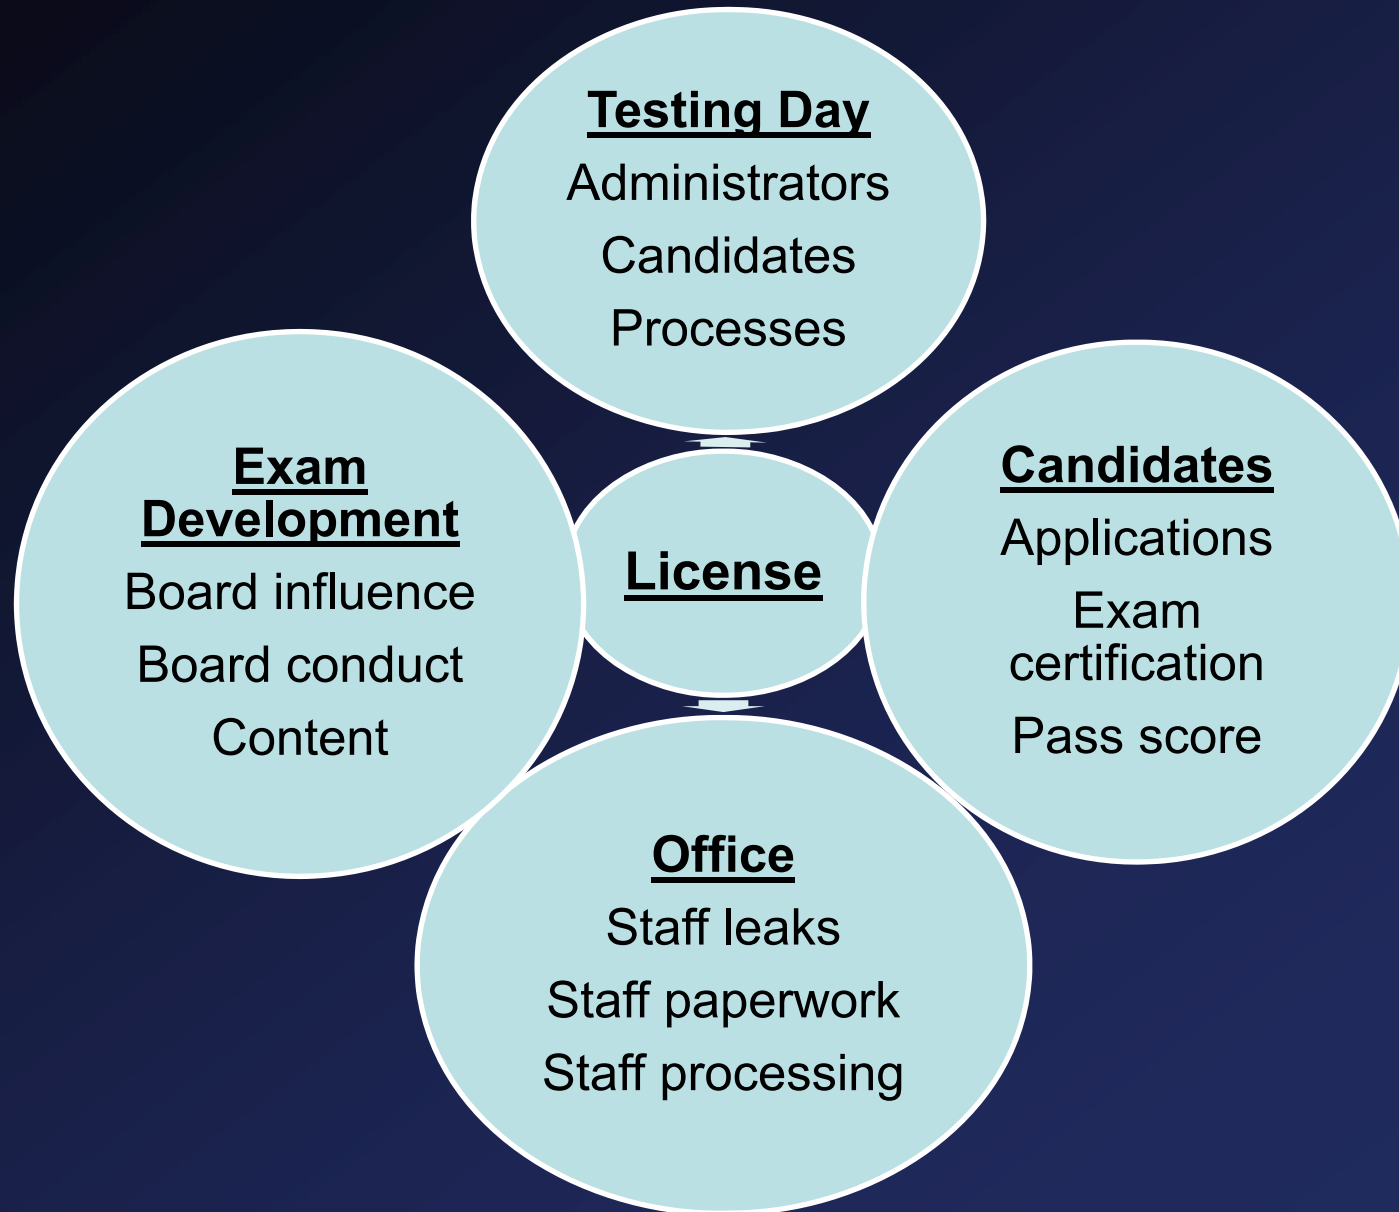 Testing Day
Administrators
Candidates
Processes
Exam
Development
Board influence
Board conduct
Content
License
Candidates
Applications
Exam
certification
Pass score
Office
Staff leaks
Staff paperwork
Staff processing